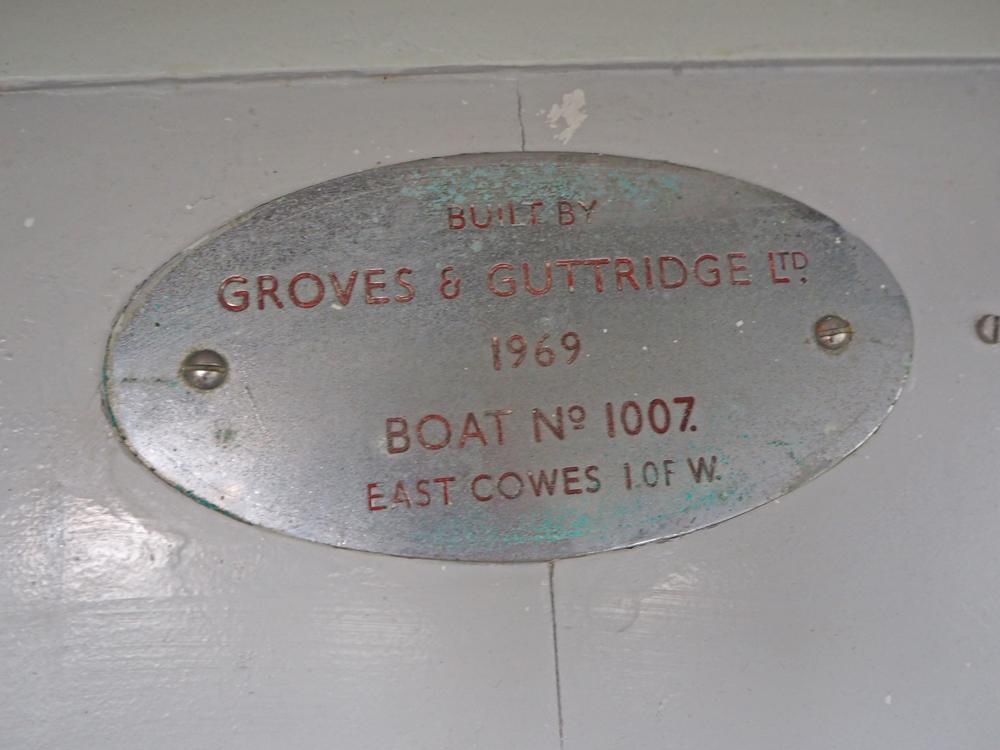 BUILT BY
GROVES & GUTTRIDGE LTD.
1969
BOAT Nº 1007.
EAST COWES I.OF W.